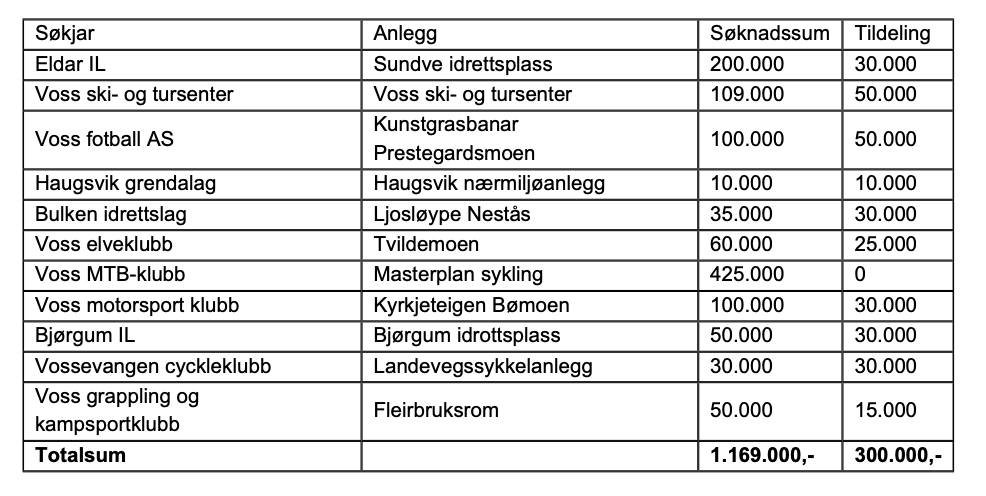 Søkjar Anlegg Søknadssum Tildeling
Eldar IL Sundve idrettsplass 200.000 30.000
Voss ski- og tursenter Voss ski- og tursenter 109.000 50.000
Voss fotball AS Kunstgrasbanar
Prestegardsmoen 100.000 50.000
Haugsvik grendalag Haugsvik nærmiljøanlegg 10.000 10.000
Bulken idrettslag Ljosløype Nestås 35.000 30.000
Voss elveklubb Tvildemoen 60.000 25.000
Voss MTB-klubb Masterplan sykling 425.000 0
Voss motorsport klubb Kyrkjeteigen Bømoen 100.000 30.000
Bjørgum IL Bjørgum idrottsplass 50.000 30.000
Vossevangen cyckleklubb Landevegssykkelanlegg 30.000 30.000
Voss grappling og
kampsportklubb Fleirbruksrom 50.000 15.000
Totalsum 1.169.000,- 300.000,-